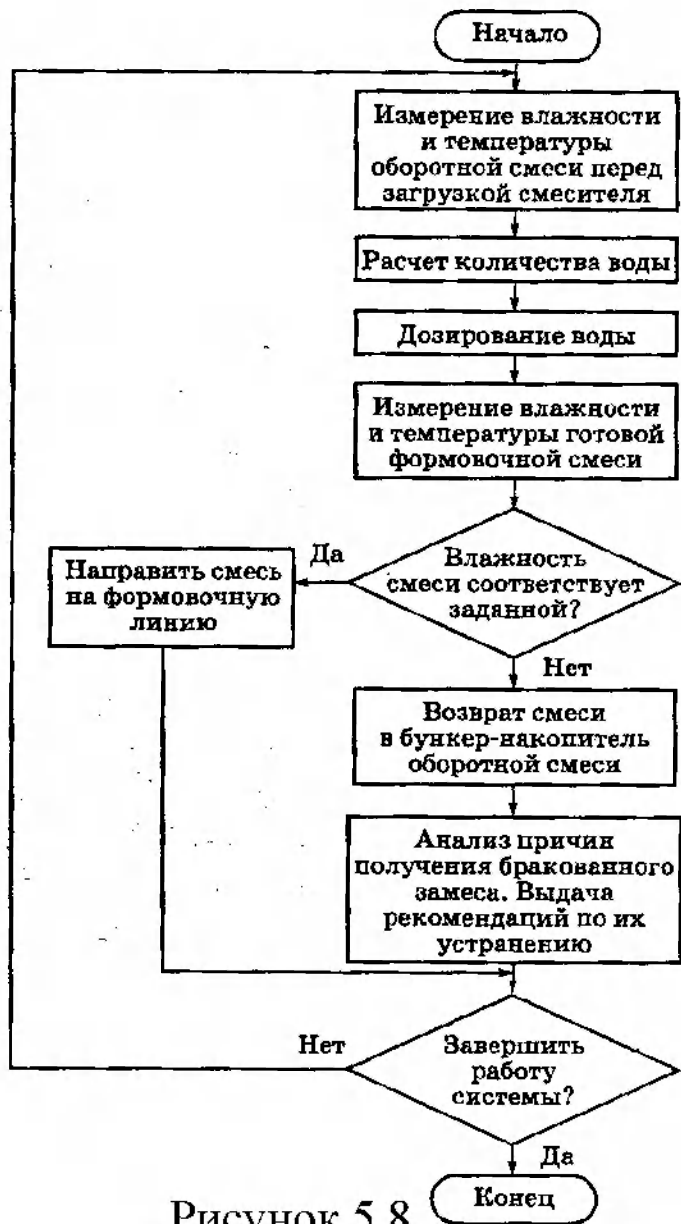 Начало
Измерение влажности
и температуры
оборотной смеси перед
загрузкой смесителя
Расчет количества воды
Дозирование воды
Измерение влажности
и температуры готовой
формовочной смеси
Да
Направить смесь
на формовочную
линию
Влажность
смеси соответствует
заданной?
Нет
Возврат смеси
в бункер-накопитель
оборотной смеси
Анализ причин
получения бракованного
замеса. Выдача
рекомендаций по их
устранению
Нет
Завершить
работу
системы?
Да
Конец
Рисунок 5.8